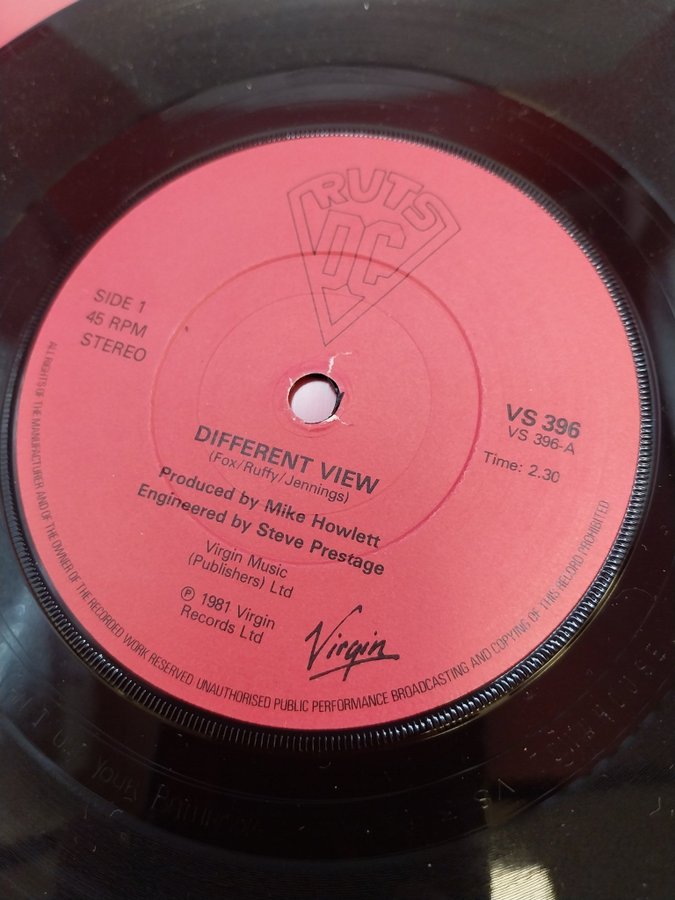 RUTS
DC
SIDE 1
45 RPM
STEREO
VS 396
VS 396-A
Time: 2.30
DIFFERENT VIEW
(Fox/Ruffy/Jennings)
Produced by Mike Howlett
Engineered by Steve Prestage
Virgin Music
(Publishers) Ltd
℗ 1981 Virgin
Records Ltd
Virgin
ALL RIGHTS OF THE MANUFACTURER AND OF THE OWNER OF THE RECORDED WORK RESERVED UNAUTHORISED PUBLIC PERFORMANCE BROADCASTING AND COPYING OF THIS RECORD PROHIBITED